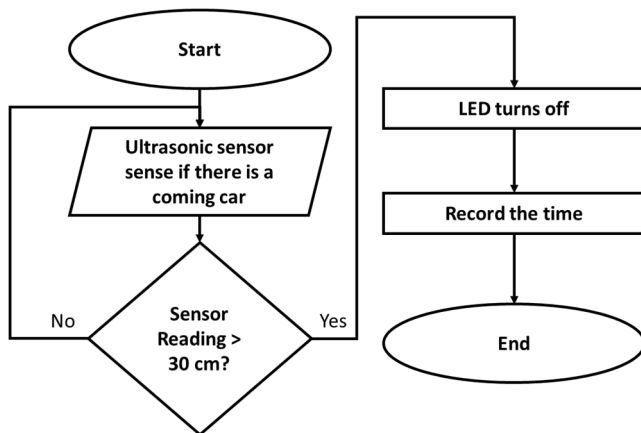 Start
Ultrasonic sensor
sense if there is a
coming car
Sensor
Reading >
30 cm?
No
Yes
LED turns off
Record the time
End